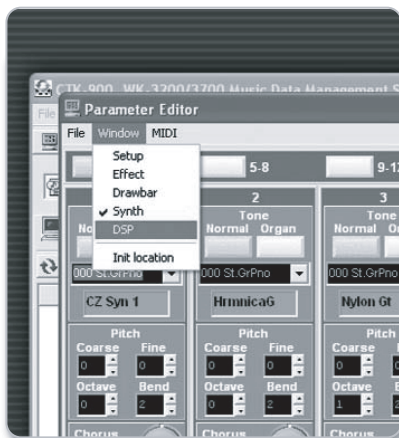 CTK-900, WK-3200/3700 Music Data Management S
File
Parameter Editor
File Window MIDI
Setup
Effect
Drawbar
✓ Synth
DSP
Init location
5-8
9-1
2
3
Tone
Tone
Normal Organ
Normal O
000 St.GrPno
000 St.GrPno
000 St.GrPno
CZ Syn 1
HrmnicaG
Nylon Gt
Pitch
Pitch
Pitch
Coarse Fine
Coarse Fine
Coarse
0 0
0 0
0
Octave Bend
Octave Bend
Octave
0 2
0 2
1 2
Chorus
Chorus
Chorus